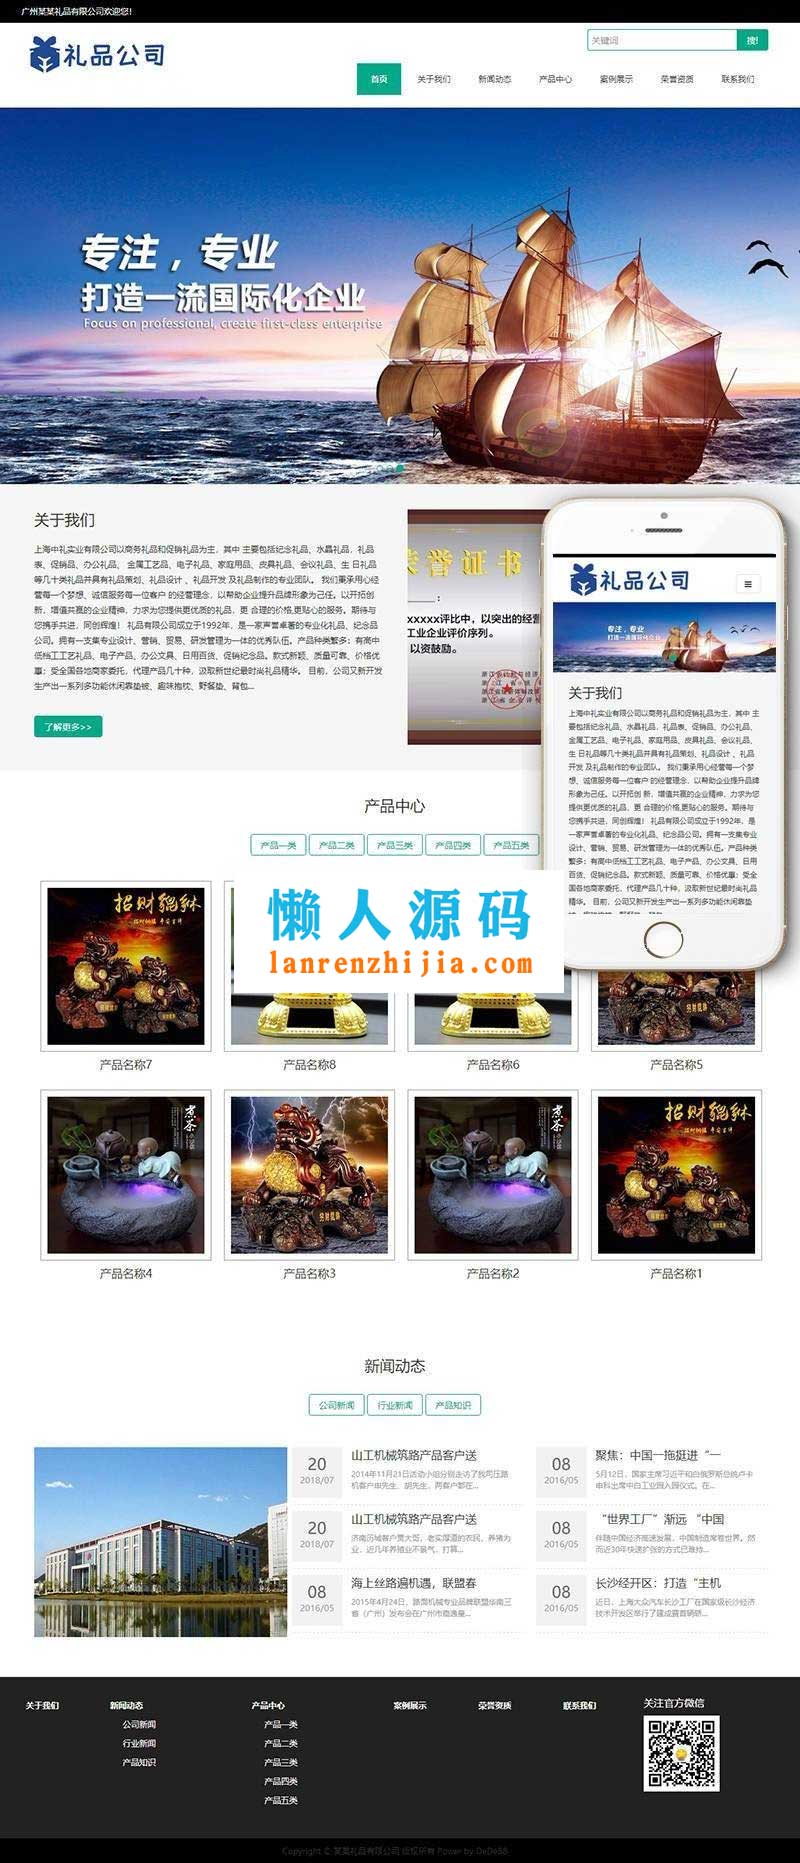 广州某某礼品有限公司欢迎您!
礼品公司
关键词
搜!
首页
关于我们
新闻动态
产品中心
案例展示
荣誉资质
联系我们
专注，专业
打造一流国际化企业
Focus on professional, create first-class enterprise
关于我们
上海中礼实业有限公司以商务礼品和促销礼品为主，其中 主要包括纪念礼品、水晶礼品，礼品
表、促销品、办公礼品、 金属工艺品、电子礼品、家庭用品、皮具礼品、会议礼品、生 日礼品
等几十类礼品并具有礼品策划、礼品设计 、礼品开发 及礼品制作的专业团队。 我们秉承用心经
营每一个梦想、诚信服务每一位客户 的经营理念，以帮助企业提升品牌形象为己任。以开拓创
新，增值共赢的企业精神，力求为您提供更优质的礼品，更 合理的价格,更贴心的服务。期待与
您携手共进，同创辉煌！ 礼品有限公司成立于1992年，是一家声誉卓著的专业化礼品、纪念品
公司。拥有一支集专业设计、营销、贸易、研发管理为一体的优秀队伍。产品种类繁多：有高中
低档工工艺礼品、电子产品、办公文具、日用百货、促销纪念品。款式新颖、质量可靠、价格优
惠；受全国各地商家委托，代理产品几十种，汲取新世纪最时尚礼品精华。 目前，公司又新开发
生产出一系列多功能休闲靠垫被、趣味抱枕、野餐垫、背包...
了解更多>>
荣誉证书
xxxxx评比中，以突出的经营
工业企业评价序列。
以资鼓励。
礼品公司
专注，专业
打造一流国际化企业
关于我们
上海中礼实业有限公司以商务礼品和促销礼品为主，其中 主
要包括纪念礼品、水晶礼品，礼品表、促销品、办公礼品、
金属工艺品、电子礼品、家庭用品、皮具礼品、会议礼品、
生 日礼品等几十类礼品并具有礼品策划、礼品设计 、礼品
开发 及礼品制作的专业团队。 我们秉承用心经营每一个梦
想、诚信服务每一位客户 的经营理念，以帮助企业提升品牌
形象为己任。以开拓创 新，增值共赢的企业精神，力求为您
提供更优质的礼品，更 合理的价格,更贴心的服务。期待与
您携手共进，同创辉煌！ 礼品有限公司成立于1992年，是
一家声誉卓著的专业化礼品、纪念品公司。拥有一支集专业
设计、营销、贸易、研发管理为一体的优秀队伍。产品种类
繁多：有高中低档工工艺礼品、电子产品、办公文具、日用
百货、促销纪念品。款式新颖、质量可靠、价格优惠；受全
国各地商家委托，代理产品几十种，汲取新世纪最时尚礼品
精华。 目前，公司又新开发生产出一系列多功能休闲靠垫
产品中心
产品一类
产品二类
产品三类
产品四类
产品五类
招财貔貅
懒人源码
lanrenzhijia.com
产品名称7
产品名称8
产品名称6
产品名称5
煮茶
煮茶
招财貔貅
产品名称4
产品名称3
产品名称2
产品名称1
新闻动态
公司新闻
行业新闻
产品知识
20
2018/07
山工机械筑路产品客户送
2014年11月21日活动小组分别走访了我司压路
机客户申先生、胡先生，两客户都在...
20
2018/07
山工机械筑路产品客户送
济南历城客户贾大哥，老实厚道的农民，养猪为
业，近几年养殖业不景气，打算...
08
2016/05
海上丝路遍机遇，联盟春
2015年4月24日，路面机械专业品牌联盟华南三
省（广州）发布会在广州市南逸皇...
08
2016/05
聚焦：中国一拖挺进“一
5月12日，国家主席习近平和白俄罗斯总统卢卡
申科出席中白工业园入园仪式。在...
08
2016/05
“世界工厂”渐远 “中国
伴随中国经济高速发展，中国制造席卷世界。然
而近30年快速扩张的方式已难持...
08
2016/05
长沙经开区：打造“主机
近日，上海大众汽车长沙工厂在国家级长沙经济
技术开发区举行了建成暨首辆轿...
关于我们
新闻动态
公司新闻
行业新闻
产品知识
产品中心
产品一类
产品二类
产品三类
产品四类
产品五类
案例展示
荣誉资质
联系我们
关注官方微信
Copyright © 某某礼品有限公司 版权所有 Power by DeDe58